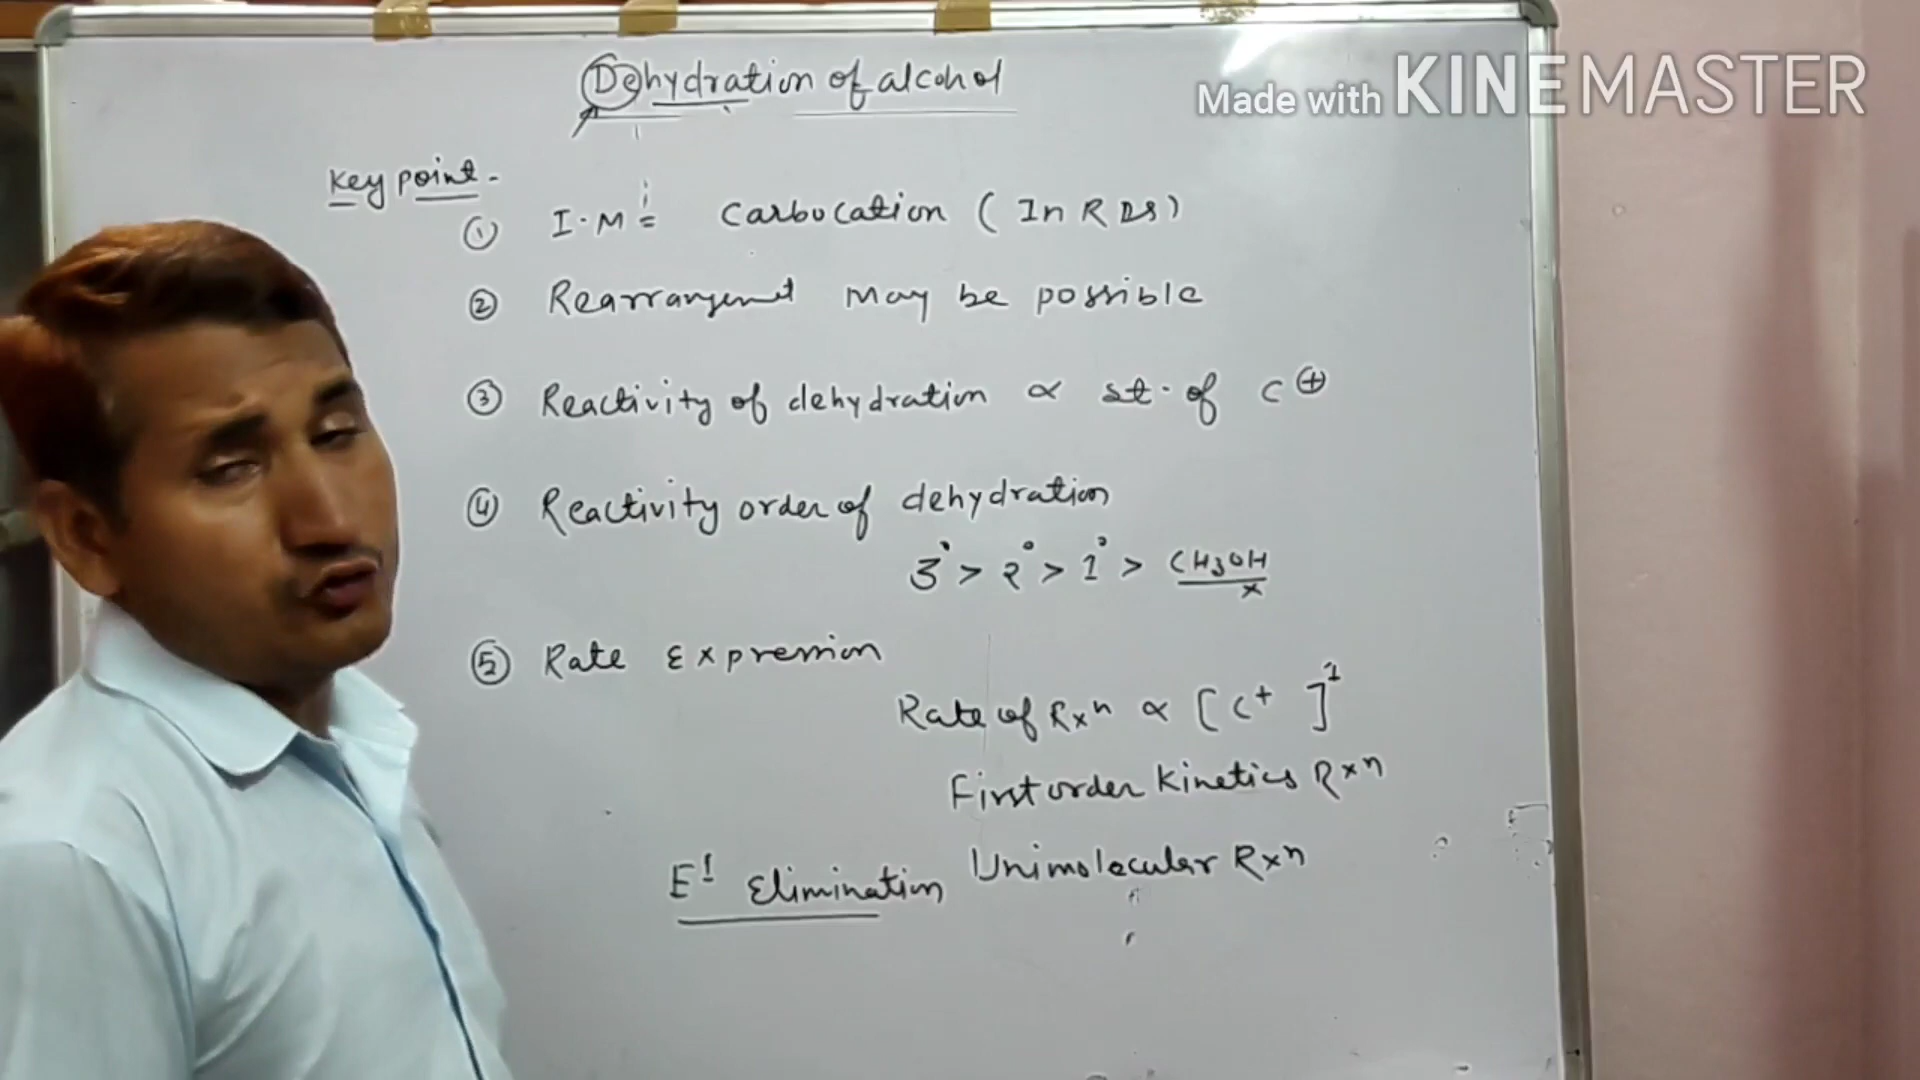 Dehydration of alcohol
Made with KINEMASTER
Key point -
① I.M = Carbocation (In RDS)
② Rearrangement may be possible
③ Reactivity of dehydration ∝ st. of C⊕
④ Reactivity order of dehydration
3° > 2° > 1° > CH3OH
x
⑤ Rate Expression
Rate of Rxn ∝ [C+ ]1
First order Kinetics Rxn
Unimolecular Rxn
E1 Elimination